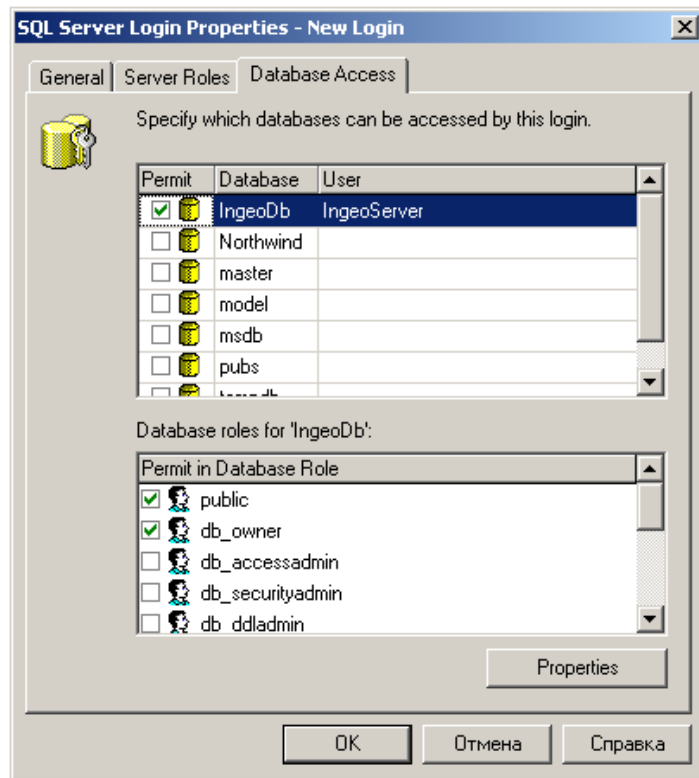 SQL Server Login Properties - New Login
General Server Roles Database Access
Specify which databases can be accessed by this login.
Permit Database User
IngeoDb IngeoServer
Northwind
master
model
msdb
pubs
Database roles for 'IngeoDb':
Permit in Database Role
public
db_owner
db_accessadmin
db_securityadmin
db_ddladmin
Properties
OK Отмена Справка